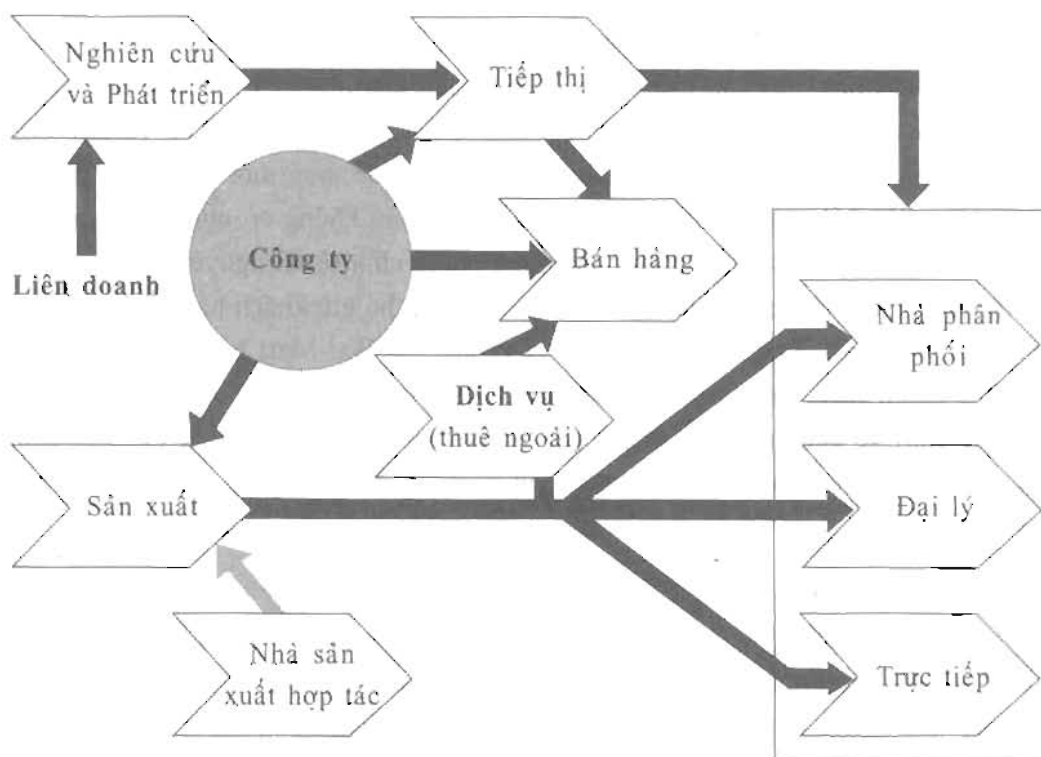 Nghiên cứu
và Phát triển
Tiếp thị
Công ty
Bán hàng
Liên doanh
Nhà phân
phối
Dịch vụ
(thuê ngoài)
Sản xuất
Đại lý
Nhà sản
xuất hợp tác
Trực tiếp